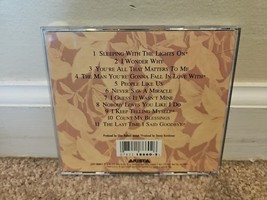 1 Sleeping With The Lights On*
2 I Wonder Why
3 You're All That Matters To Me
4 The Man You're Gonna Fall In Love With*
5 People Like Us
6 Never Saw A Miracle
7 I Guess It Wasn't Mine
8 Nobody Loves You Like I Do
9 I Keep Telling Myself*
10 Count My Blessings
11 The Last Time I Said Goodbye
ARISTA